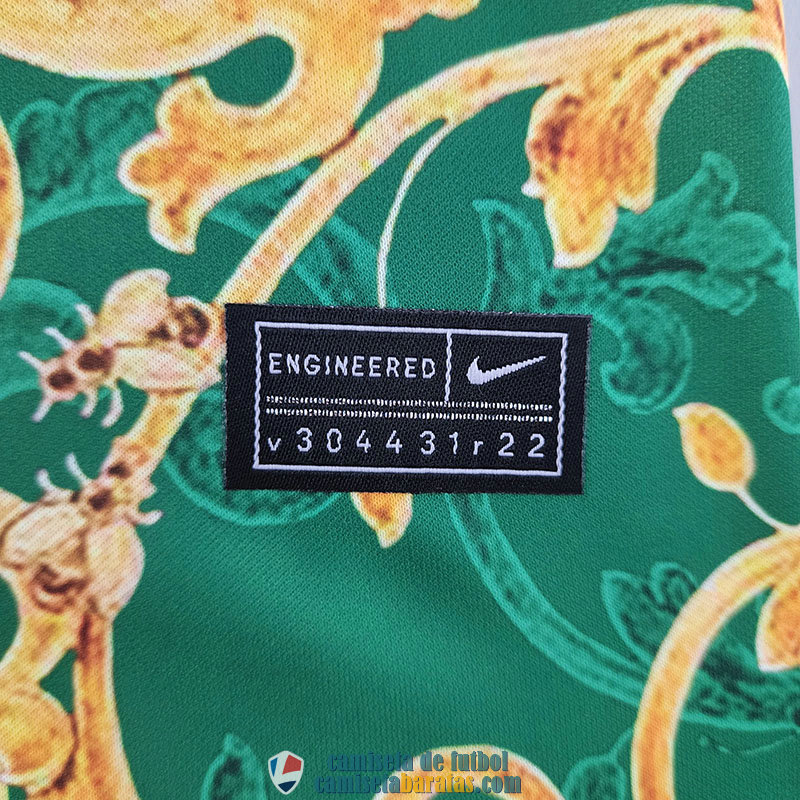 ENGINEERED
v304431r22
camiseta de futbol
camisetabaratas.com